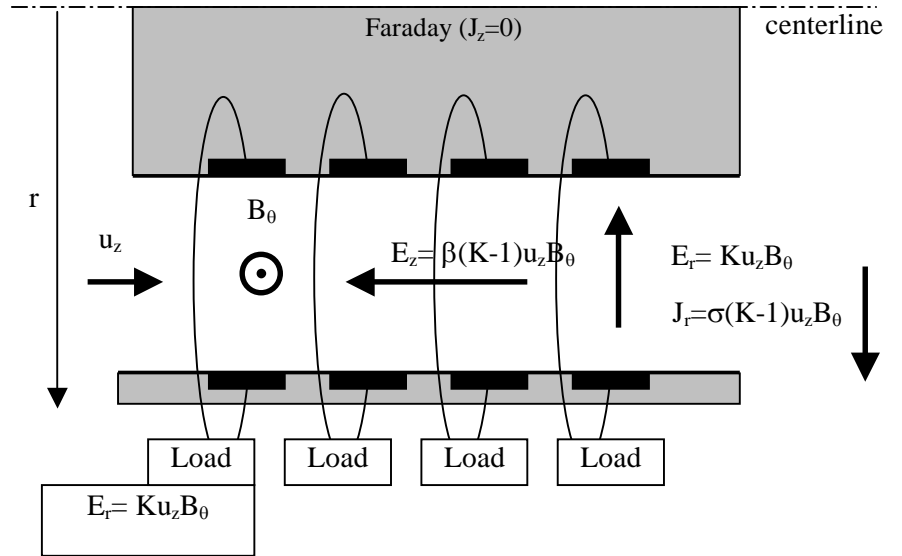 Faraday (J_z=0)
centerline
r
B_θ
u_z
E_z= β(K-1)u_zB_θ
E_r= Ku_zB_θ
J_r=σ(K-1)u_zB_θ
Load
Load
Load
Load
E_r= Ku_zB_θ